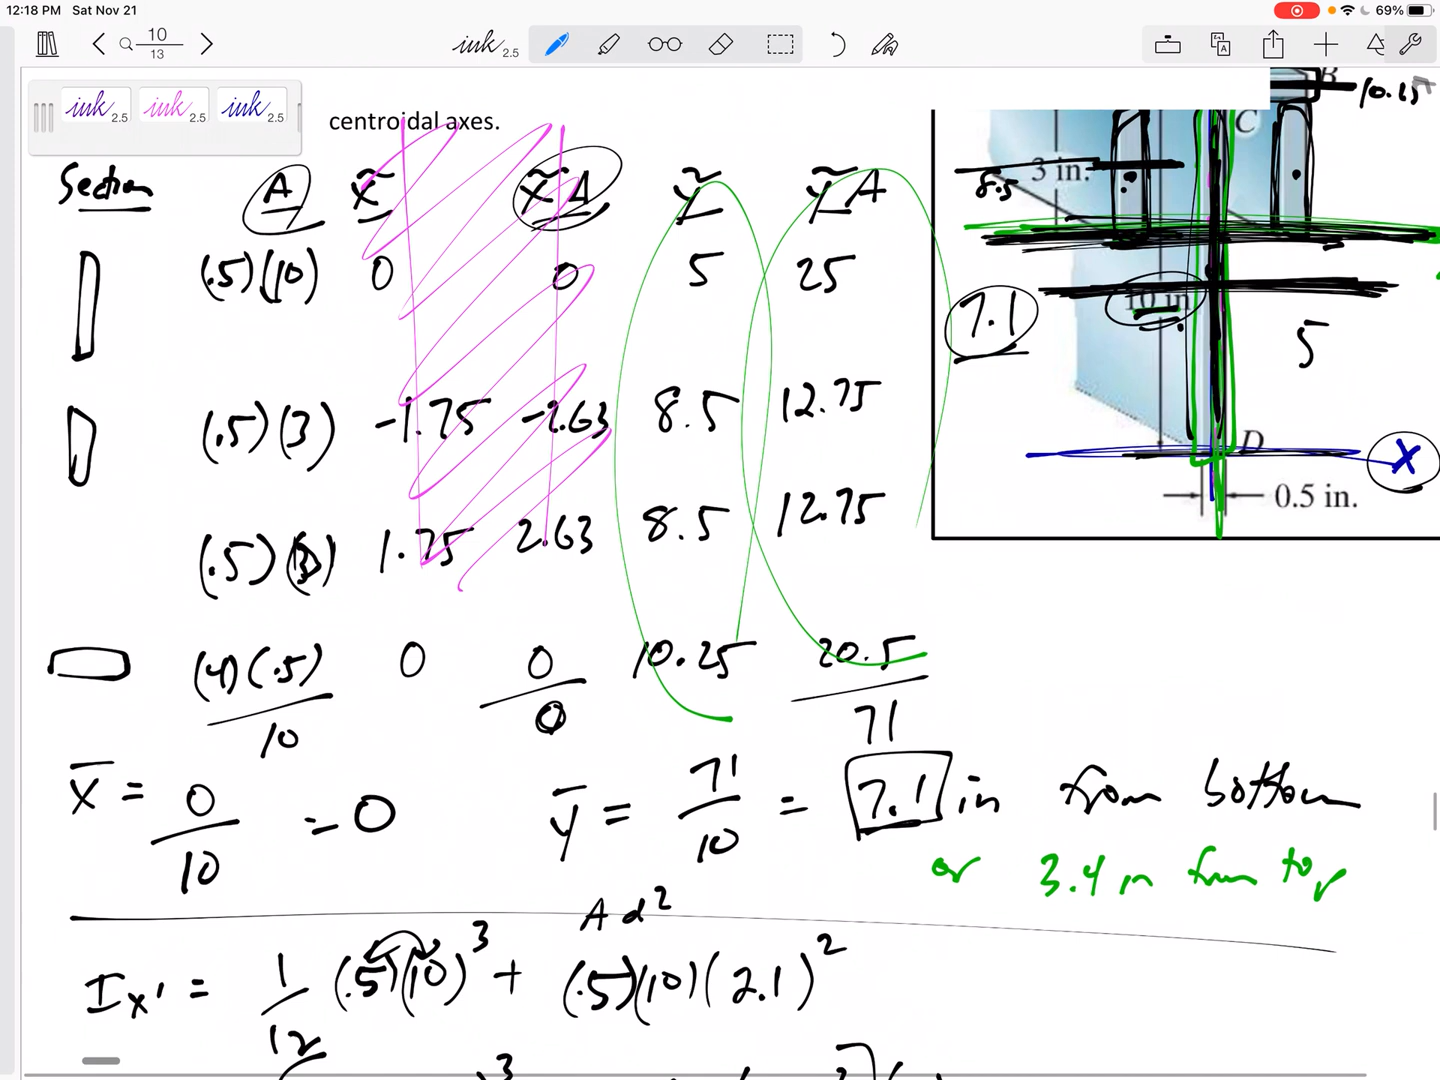 12:18 PM Sat Nov 21
69%
10
13
ink 2.5
ink 2.5 ink 2.5 ink 2.5
centroidal axes.
B
10.25
C
8.5
3 in.
7.1
10 in
5
D
X
0.5 in.
Section A x̃ x̃A ỹ ỹA
(.5)(10) 0 0 5 25
(.5)(3) -1.75 -2.63 8.5 12.75
(.5)(3) 1.75 2.63 8.5 12.75
(4)(.5) 0 0 10.25 20.5
10 0 71
x̄ = 0/10 = 0 ȳ = 71/10 = 7.1 in from bottom
or 3.4 in from top
Ad²
Ix' = 1/12 (.5)(10)³ + (.5)(10)(2.1)²